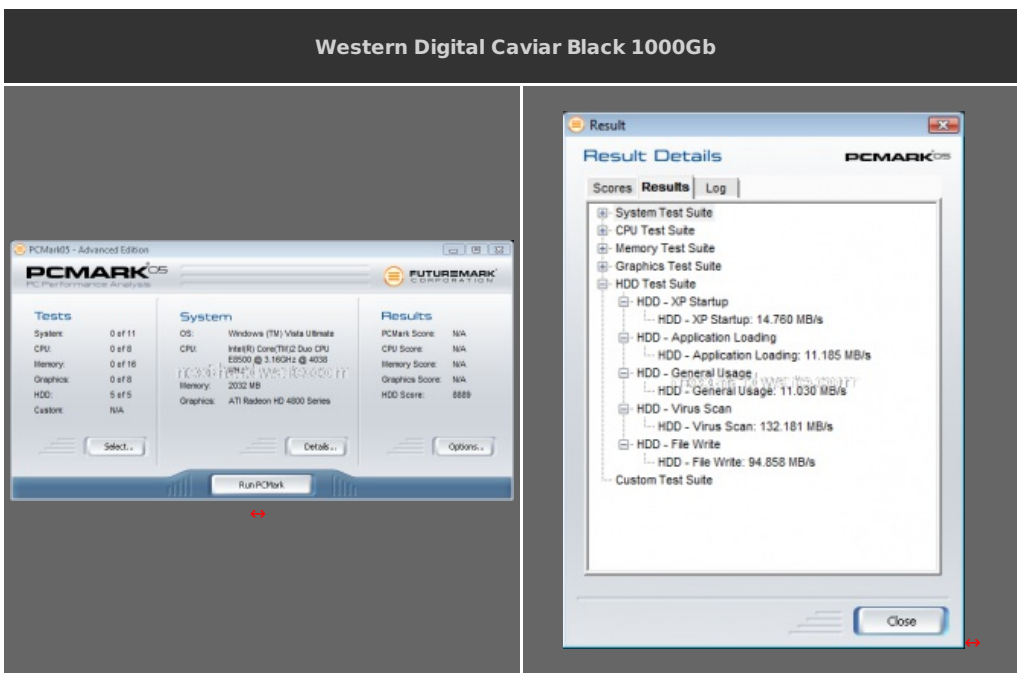 Western Digital Caviar Black 1000Gb
PCMark05 - Advanced Edition
PCMARK'05
PC Performance Analysis
FUTUREMARK
CORPORATION
Tests
System: 0 of 11
CPU: 0 of 8
Memory: 0 of 16
Graphics: 0 of 8
HDD: 5 of 5
Custom: N/A
Select...
System
OS: Windows (TM) Vista Ultimate
CPU: Intel(R) Core(TM)2 Duo CPU
E8500 @ 3.16GHz @ 4038
MHz
Memory: 2032 MB
Graphics: ATI Radeon HD 4800 Series
Details...
Results
PCMark Score: N/A
CPU Score: N/A
Memory Score: N/A
Graphics Score: N/A
HDD Score: 8889
Options...
Run PCMark
Result
Result Details
PCMARK'05
Scores Results Log
System Test Suite
CPU Test Suite
Memory Test Suite
Graphics Test Suite
HDD Test Suite
HDD - XP Startup
HDD - XP Startup: 14.760 MB/s
HDD - Application Loading
HDD - Application Loading: 11.185 MB/s
HDD - General Usage
HDD - General Usage: 11.030 MB/s
HDD - Virus Scan
HDD - Virus Scan: 132.181 MB/s
HDD - File Write
HDD - File Write: 94.858 MB/s
Custom Test Suite
Close